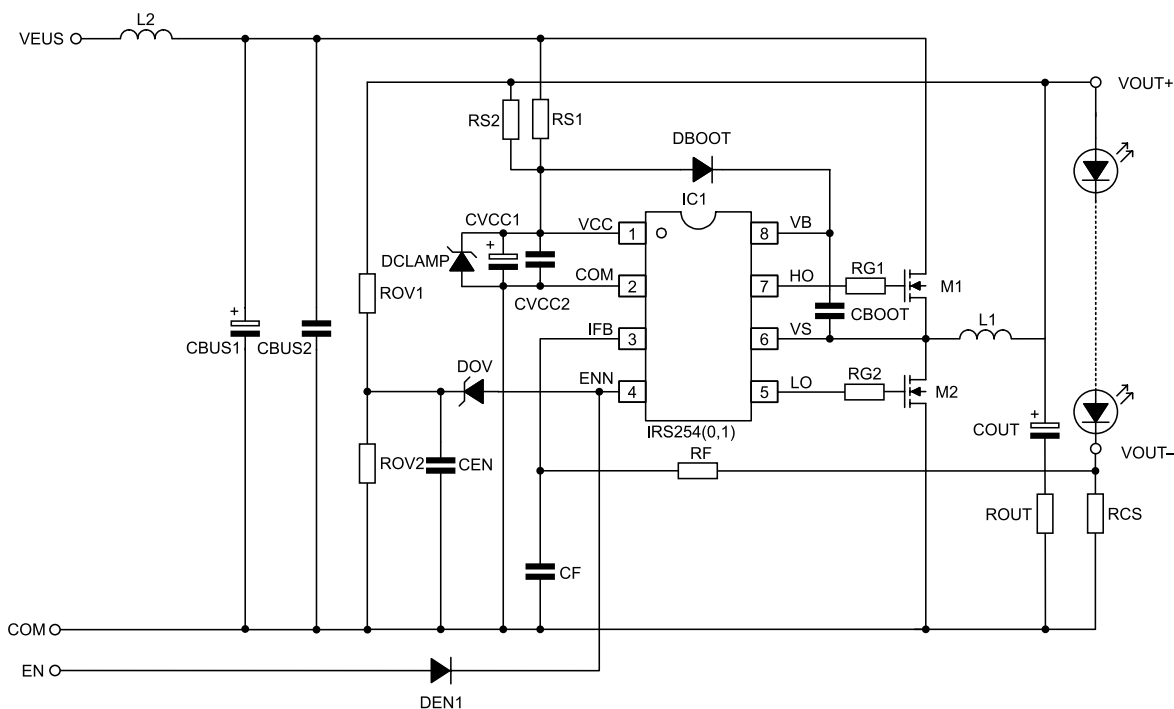 L2
VEUS
VOUT+
RS2
RS1
DBOOT
IC1
CVCC1
VCC
1
8
VB
+
DCLAMP
COM
2
7
HO
RG1
M1
ROV1
CVCC2
CBOOT
L1
+
CBUS1
CBUS2
IFB
3
6
VS
DOV
ENN
4
5
LO
RG2
M2
+
COUT
IRS254(0,1)
VOUT–
ROV2
CEN
RF
ROUT
RCS
CF
COM
EN
DEN1